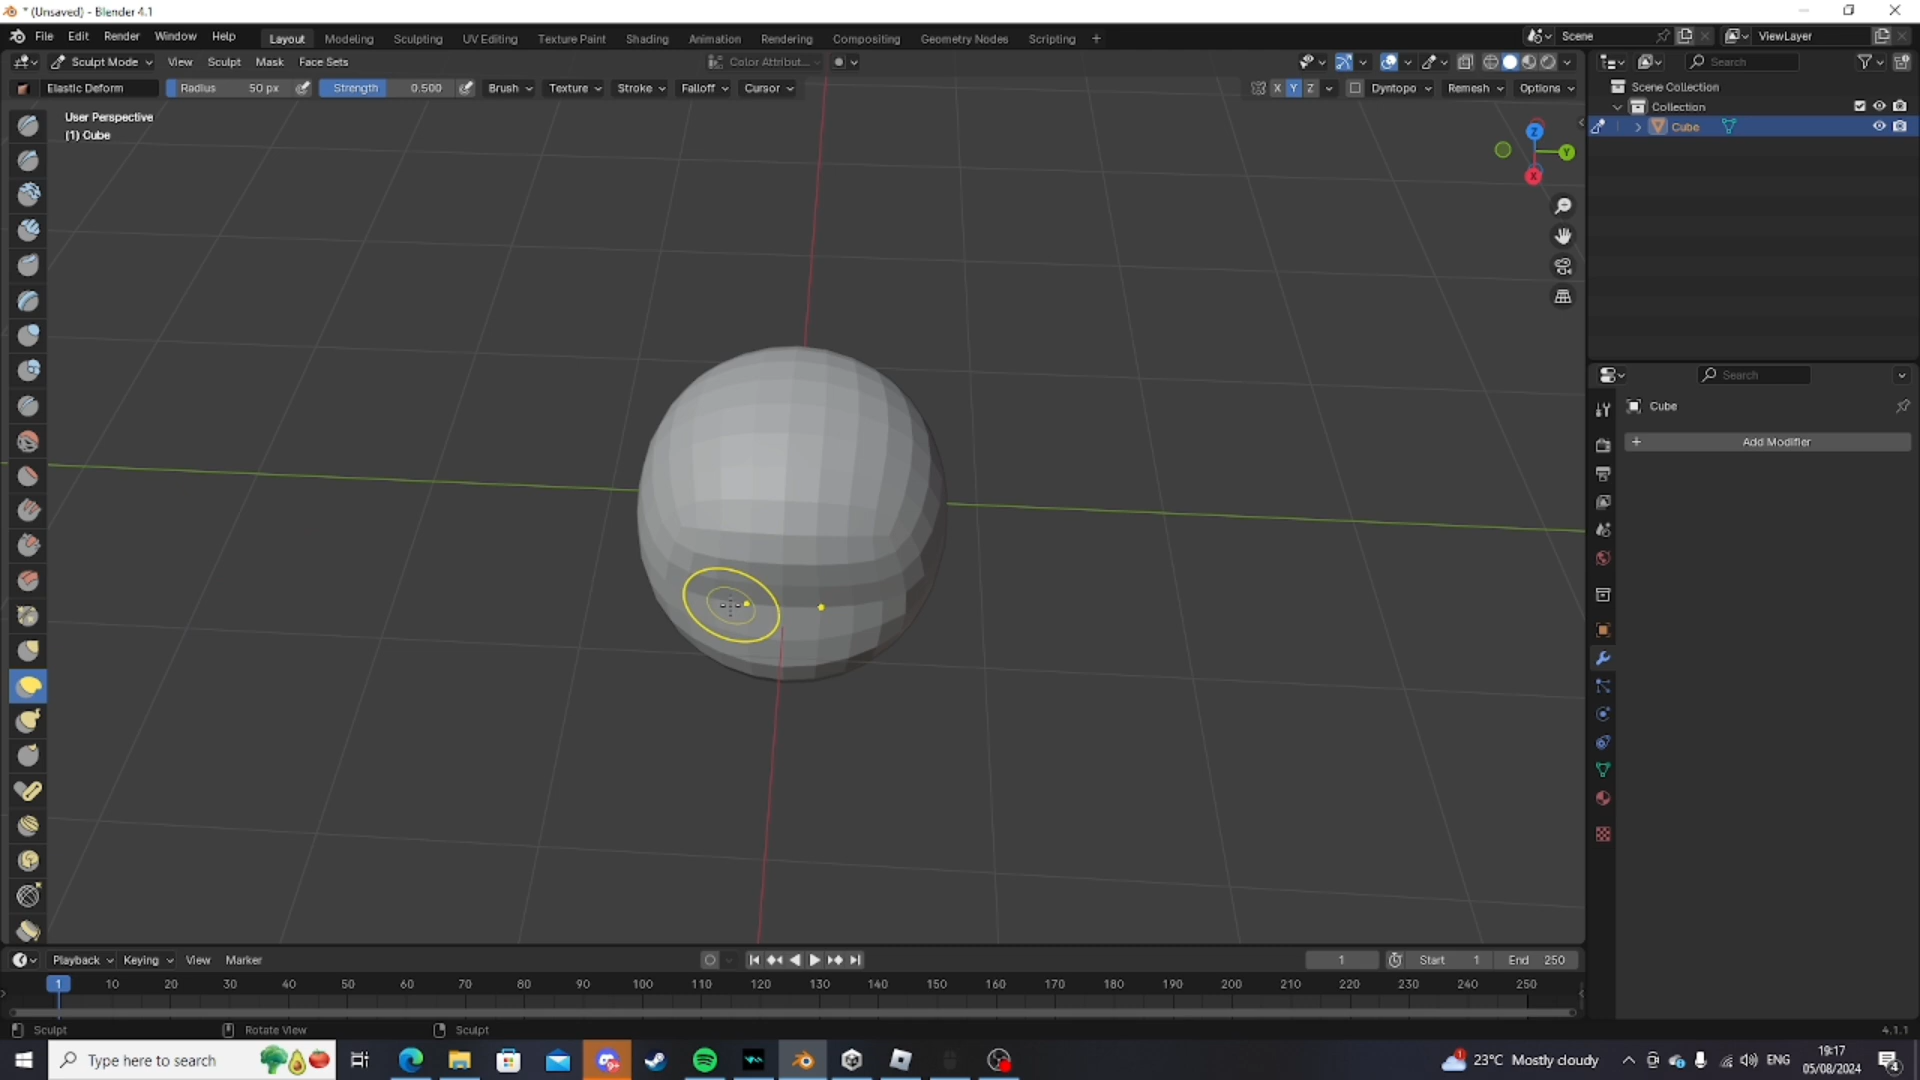 * (Unsaved) - Blender 4.1
File Edit Render Window Help Layout Modeling Sculpting UV Editing Texture Paint Shading Animation Rendering Compositing Geometry Nodes Scripting + Scene ViewLayer
Sculpt Mode View Sculpt Mask Face Sets Color Attribut... Search
Elastic Deform Radius 50 px Strength 0.500 Brush Texture Stroke Falloff Cursor X Y Z Dyntopo Remesh Options
Scene Collection
Collection
Cube
User Perspective
(1) Cube
Z
Y
X
Search
Cube
+ Add Modifier
Playback Keying View Marker 1 Start 1 End 250
1 10 20 30 40 50 60 70 80 90 100 110 120 130 140 150 160 170 180 190 200 210 220 230 240 250
Sculpt Rotate View Sculpt 4.1.1
Type here to search 1 23°C Mostly cloudy ENG 19:17
05/08/2024 4